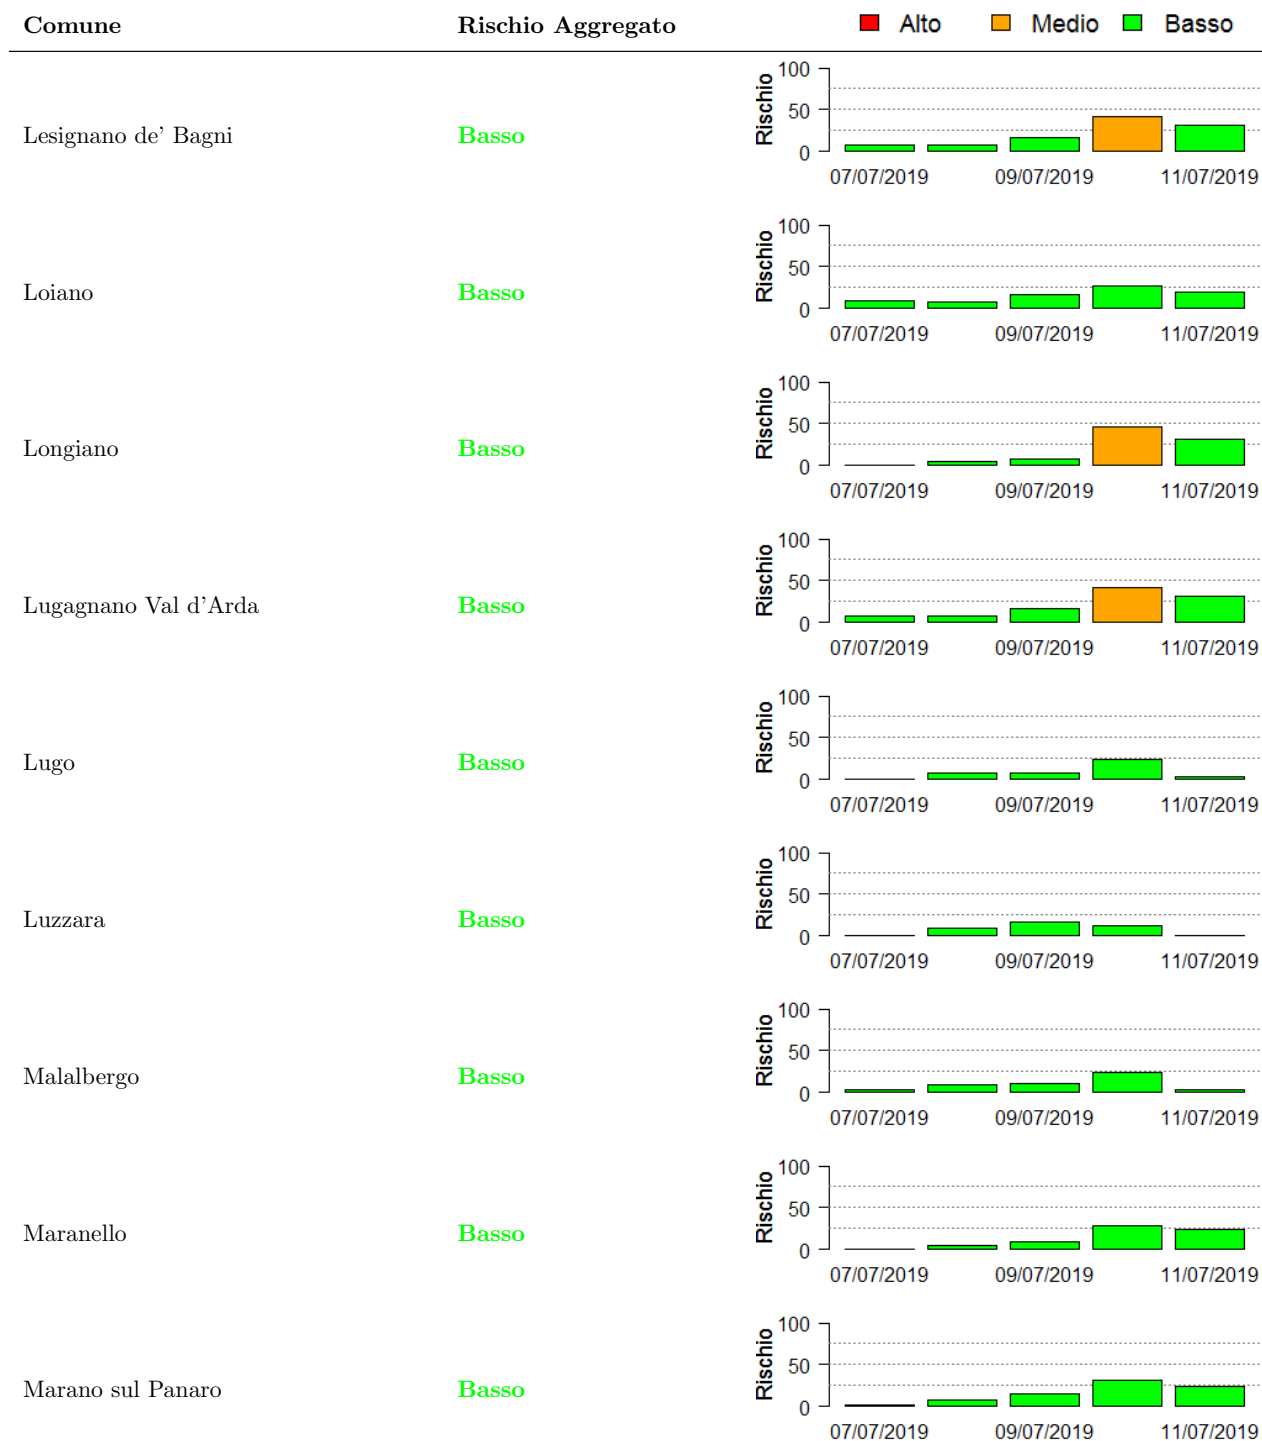 Comune Rischio Aggregato Alto Medio Basso
Lesignano de' Bagni Basso
Rischio
100
50
0
07/07/2019 09/07/2019 11/07/2019
Loiano Basso
Rischio
100
50
0
07/07/2019 09/07/2019 11/07/2019
Longiano Basso
Rischio
100
50
0
07/07/2019 09/07/2019 11/07/2019
Lugagnano Val d'Arda Basso
Rischio
100
50
0
07/07/2019 09/07/2019 11/07/2019
Lugo Basso
Rischio
100
50
0
07/07/2019 09/07/2019 11/07/2019
Luzzara Basso
Rischio
100
50
0
07/07/2019 09/07/2019 11/07/2019
Malalbergo Basso
Rischio
100
50
0
07/07/2019 09/07/2019 11/07/2019
Maranello Basso
Rischio
100
50
0
07/07/2019 09/07/2019 11/07/2019
Marano sul Panaro Basso
Rischio
100
50
0
07/07/2019 09/07/2019 11/07/2019